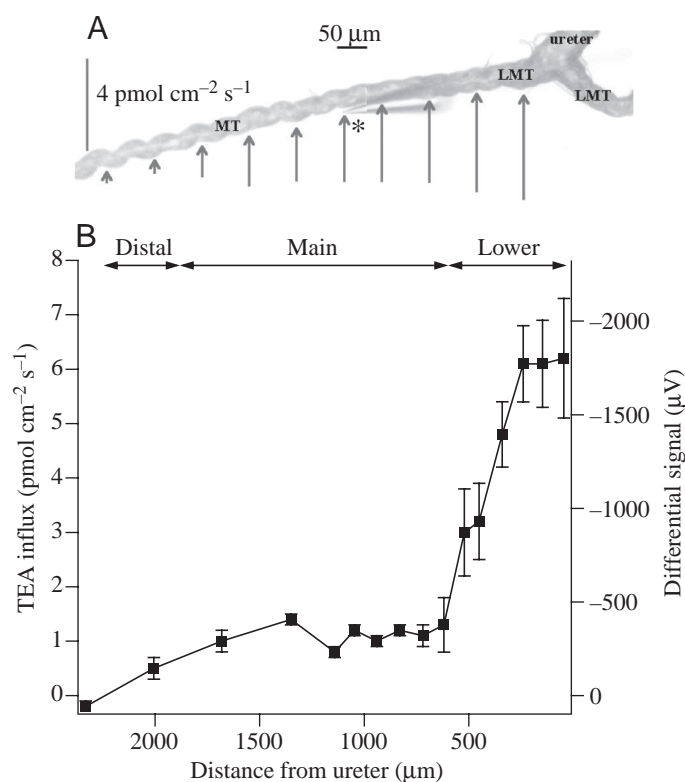 A
50 µm
ureter
LMT
4 pmol cm⁻² s⁻¹
LMT
MT
*
B
Distal Main Lower
8
7
6
5
4
3
2
1
0
TEA influx (pmol cm⁻² s⁻¹)
–2000
–1500
–1000
–500
0
Differential signal (µV)
2000 1500 1000 500
Distance from ureter (µm)